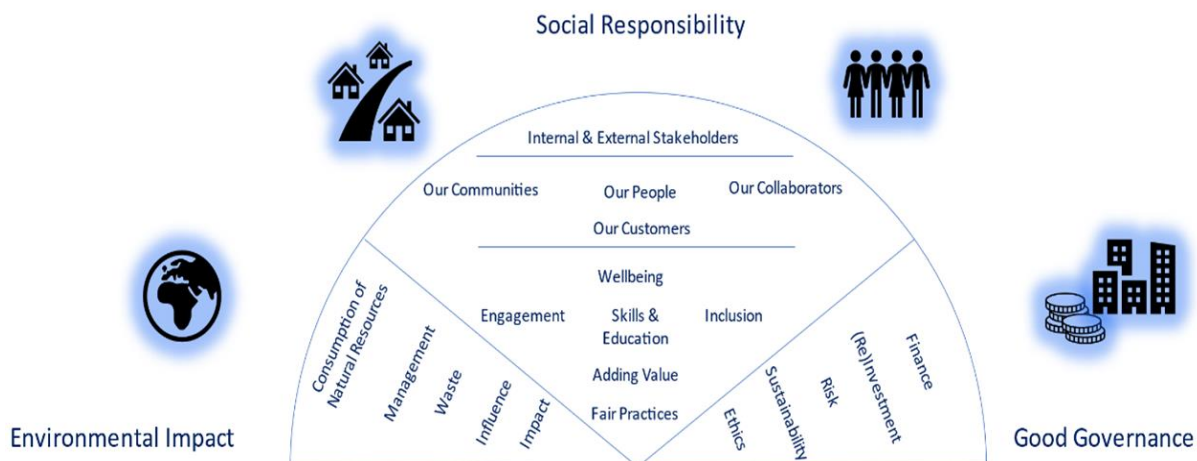 Social Responsibility
Internal & External Stakeholders
Our Communities
Our People
Our Collaborators
Our Customers
Wellbeing
Engagement
Skills &
Education
Inclusion
Adding Value
Fair Practices
Consumption of
Natural Resources
Management
Waste
Influence
Impact
Ethics
Sustainability
Risk
(Re)Investment
Finance
Environmental Impact
Good Governance